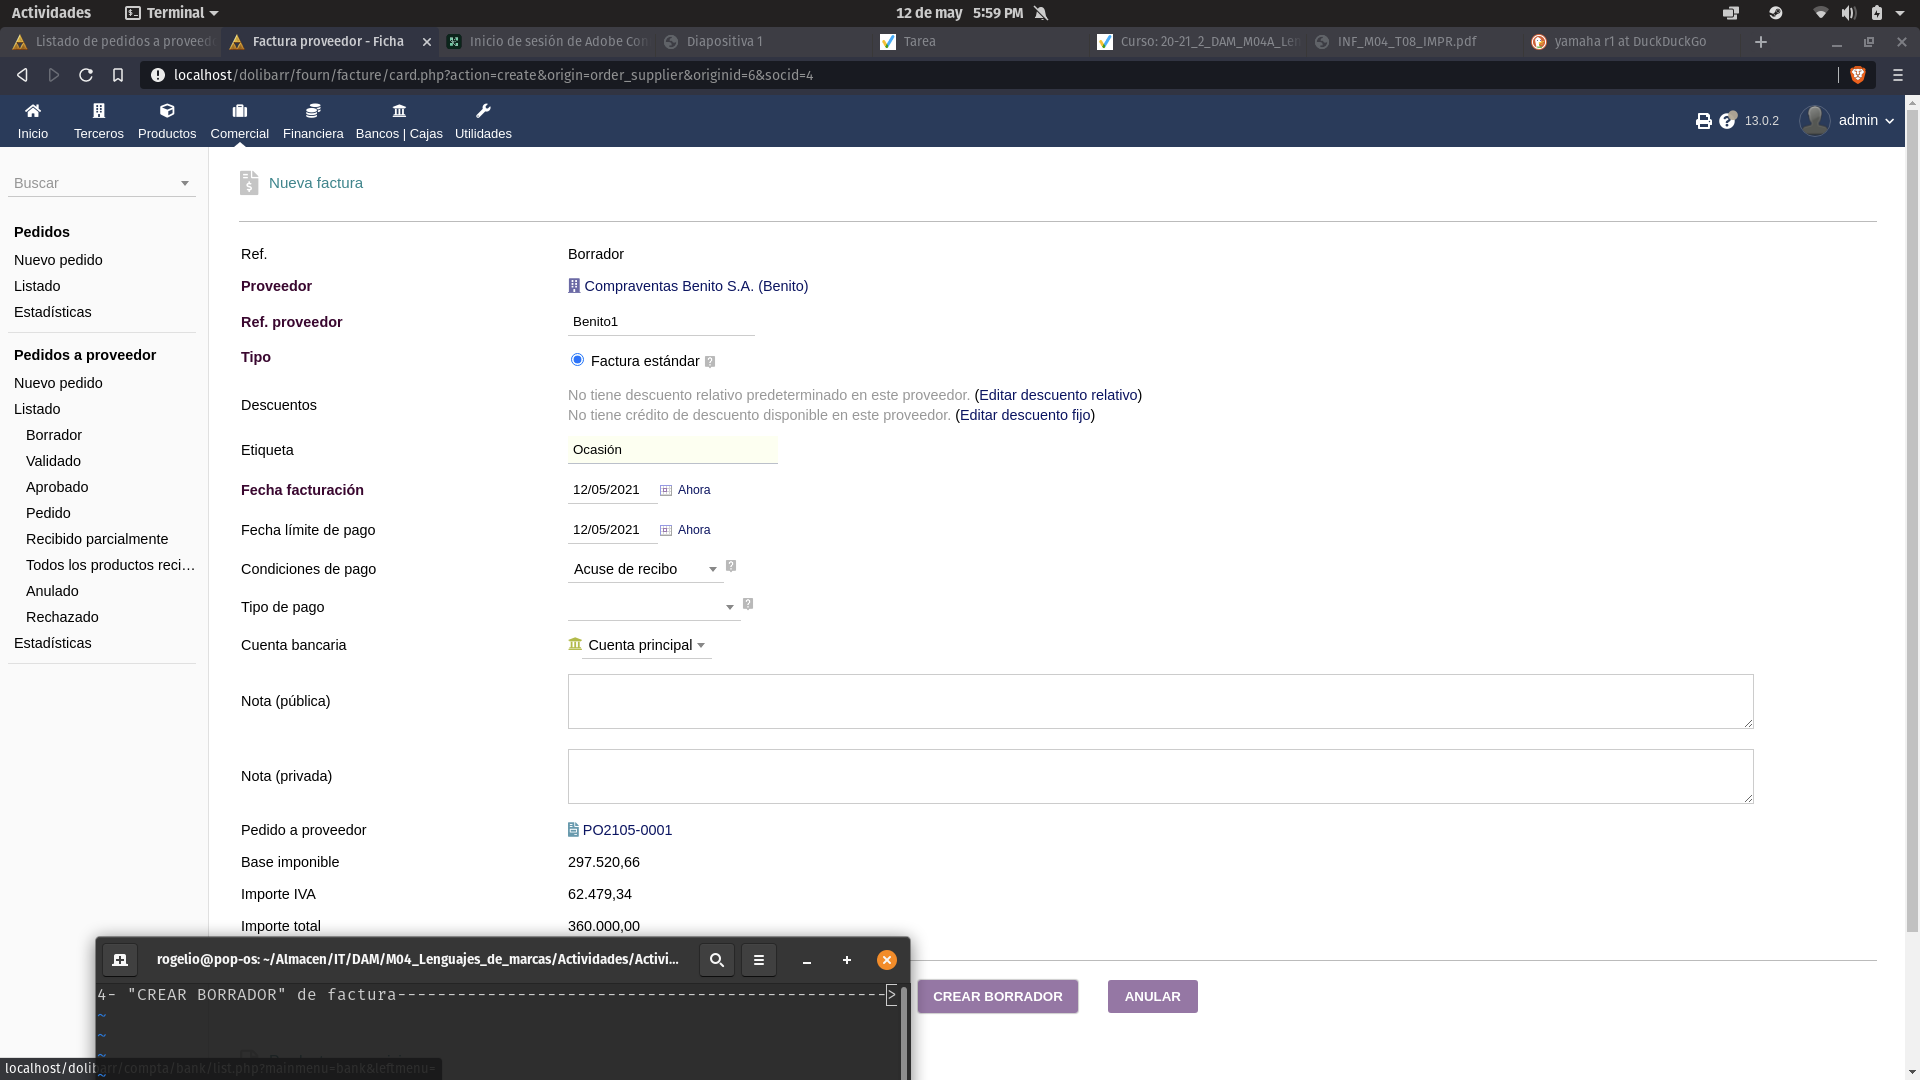 Actividades
Terminal
12 de may 5:59 PM
Listado de pedidos a proveed
Factura proveedor - Ficha
Inicio de sesión de Adobe Con
Diapositiva 1
Tarea
Curso: 20-21_2_DAM_M04A_Len
INF_M04_T08_IMPR.pdf
yamaha r1 at DuckDuckGo
localhost/dolibarr/fourn/facture/card.php?action=create&origin=order_supplier&originid=6&socid=4
Inicio
Terceros
Productos
Comercial
Financiera
Bancos | Cajas
Utilidades
13.0.2
admin
Buscar
Pedidos
Nuevo pedido
Listado
Estadísticas
Pedidos a proveedor
Nuevo pedido
Listado
Borrador
Validado
Aprobado
Pedido
Recibido parcialmente
Todos los productos reci…
Anulado
Rechazado
Estadísticas
Nueva factura
Ref. Borrador
Proveedor Compraventas Benito S.A. (Benito)
Ref. proveedor Benito1
Tipo Factura estándar
Descuentos No tiene descuento relativo predeterminado en este proveedor. (Editar descuento relativo)
No tiene crédito de descuento disponible en este proveedor. (Editar descuento fijo)
Etiqueta Ocasión
Fecha facturación 12/05/2021 Ahora
Fecha límite de pago 12/05/2021 Ahora
Condiciones de pago Acuse de recibo
Tipo de pago
Cuenta bancaria Cuenta principal
Nota (pública)
Nota (privada)
Pedido a proveedor PO2105-0001
Base imponible 297.520,66
Importe IVA 62.479,34
Importe total 360.000,00
CREAR BORRADOR
ANULAR
rogelio@pop-os: ~/Almacen/IT/DAM/M04_Lenguajes_de_marcas/Actividades/Activi...
4- "CREAR BORRADOR" de factura------------------------------------------------->
~
~
~
~
localhost/dolibarr/compta/bank/list.php?mainmenu=bank&leftmenu=